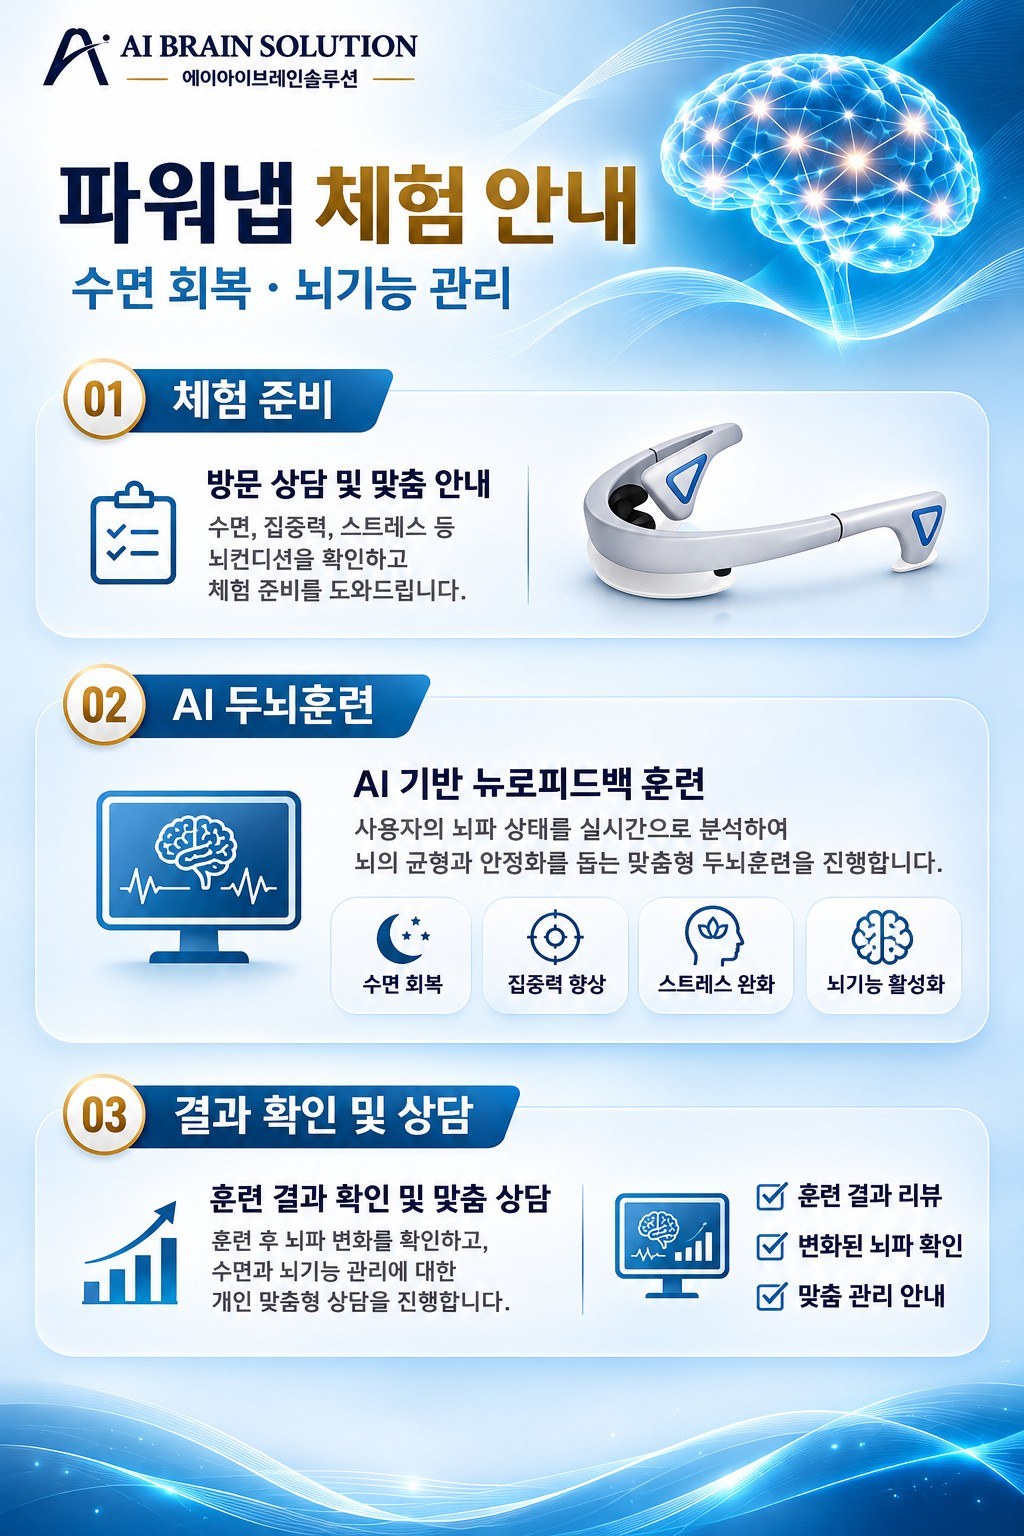 AI BRAIN SOLUTION
에이아이브레인솔루션
파워냅 체험 안내
수면 회복 · 뇌기능 관리
01 체험 준비
방문 상담 및 맞춤 안내
수면, 집중력, 스트레스 등
뇌컨디션을 확인하고
체험 준비를 도와드립니다.
02 AI 두뇌훈련
AI 기반 뉴로피드백 훈련
사용자의 뇌파 상태를 실시간으로 분석하여
뇌의 균형과 안정화를 돕는 맞춤형 두뇌훈련을 진행합니다.
수면 회복
집중력 향상
스트레스 완화
뇌기능 활성화
03 결과 확인 및 상담
훈련 결과 확인 및 맞춤 상담
훈련 후 뇌파 변화를 확인하고,
수면과 뇌기능 관리에 대한
개인 맞춤형 상담을 진행합니다.
훈련 결과 리뷰
변화된 뇌파 확인
맞춤 관리 안내